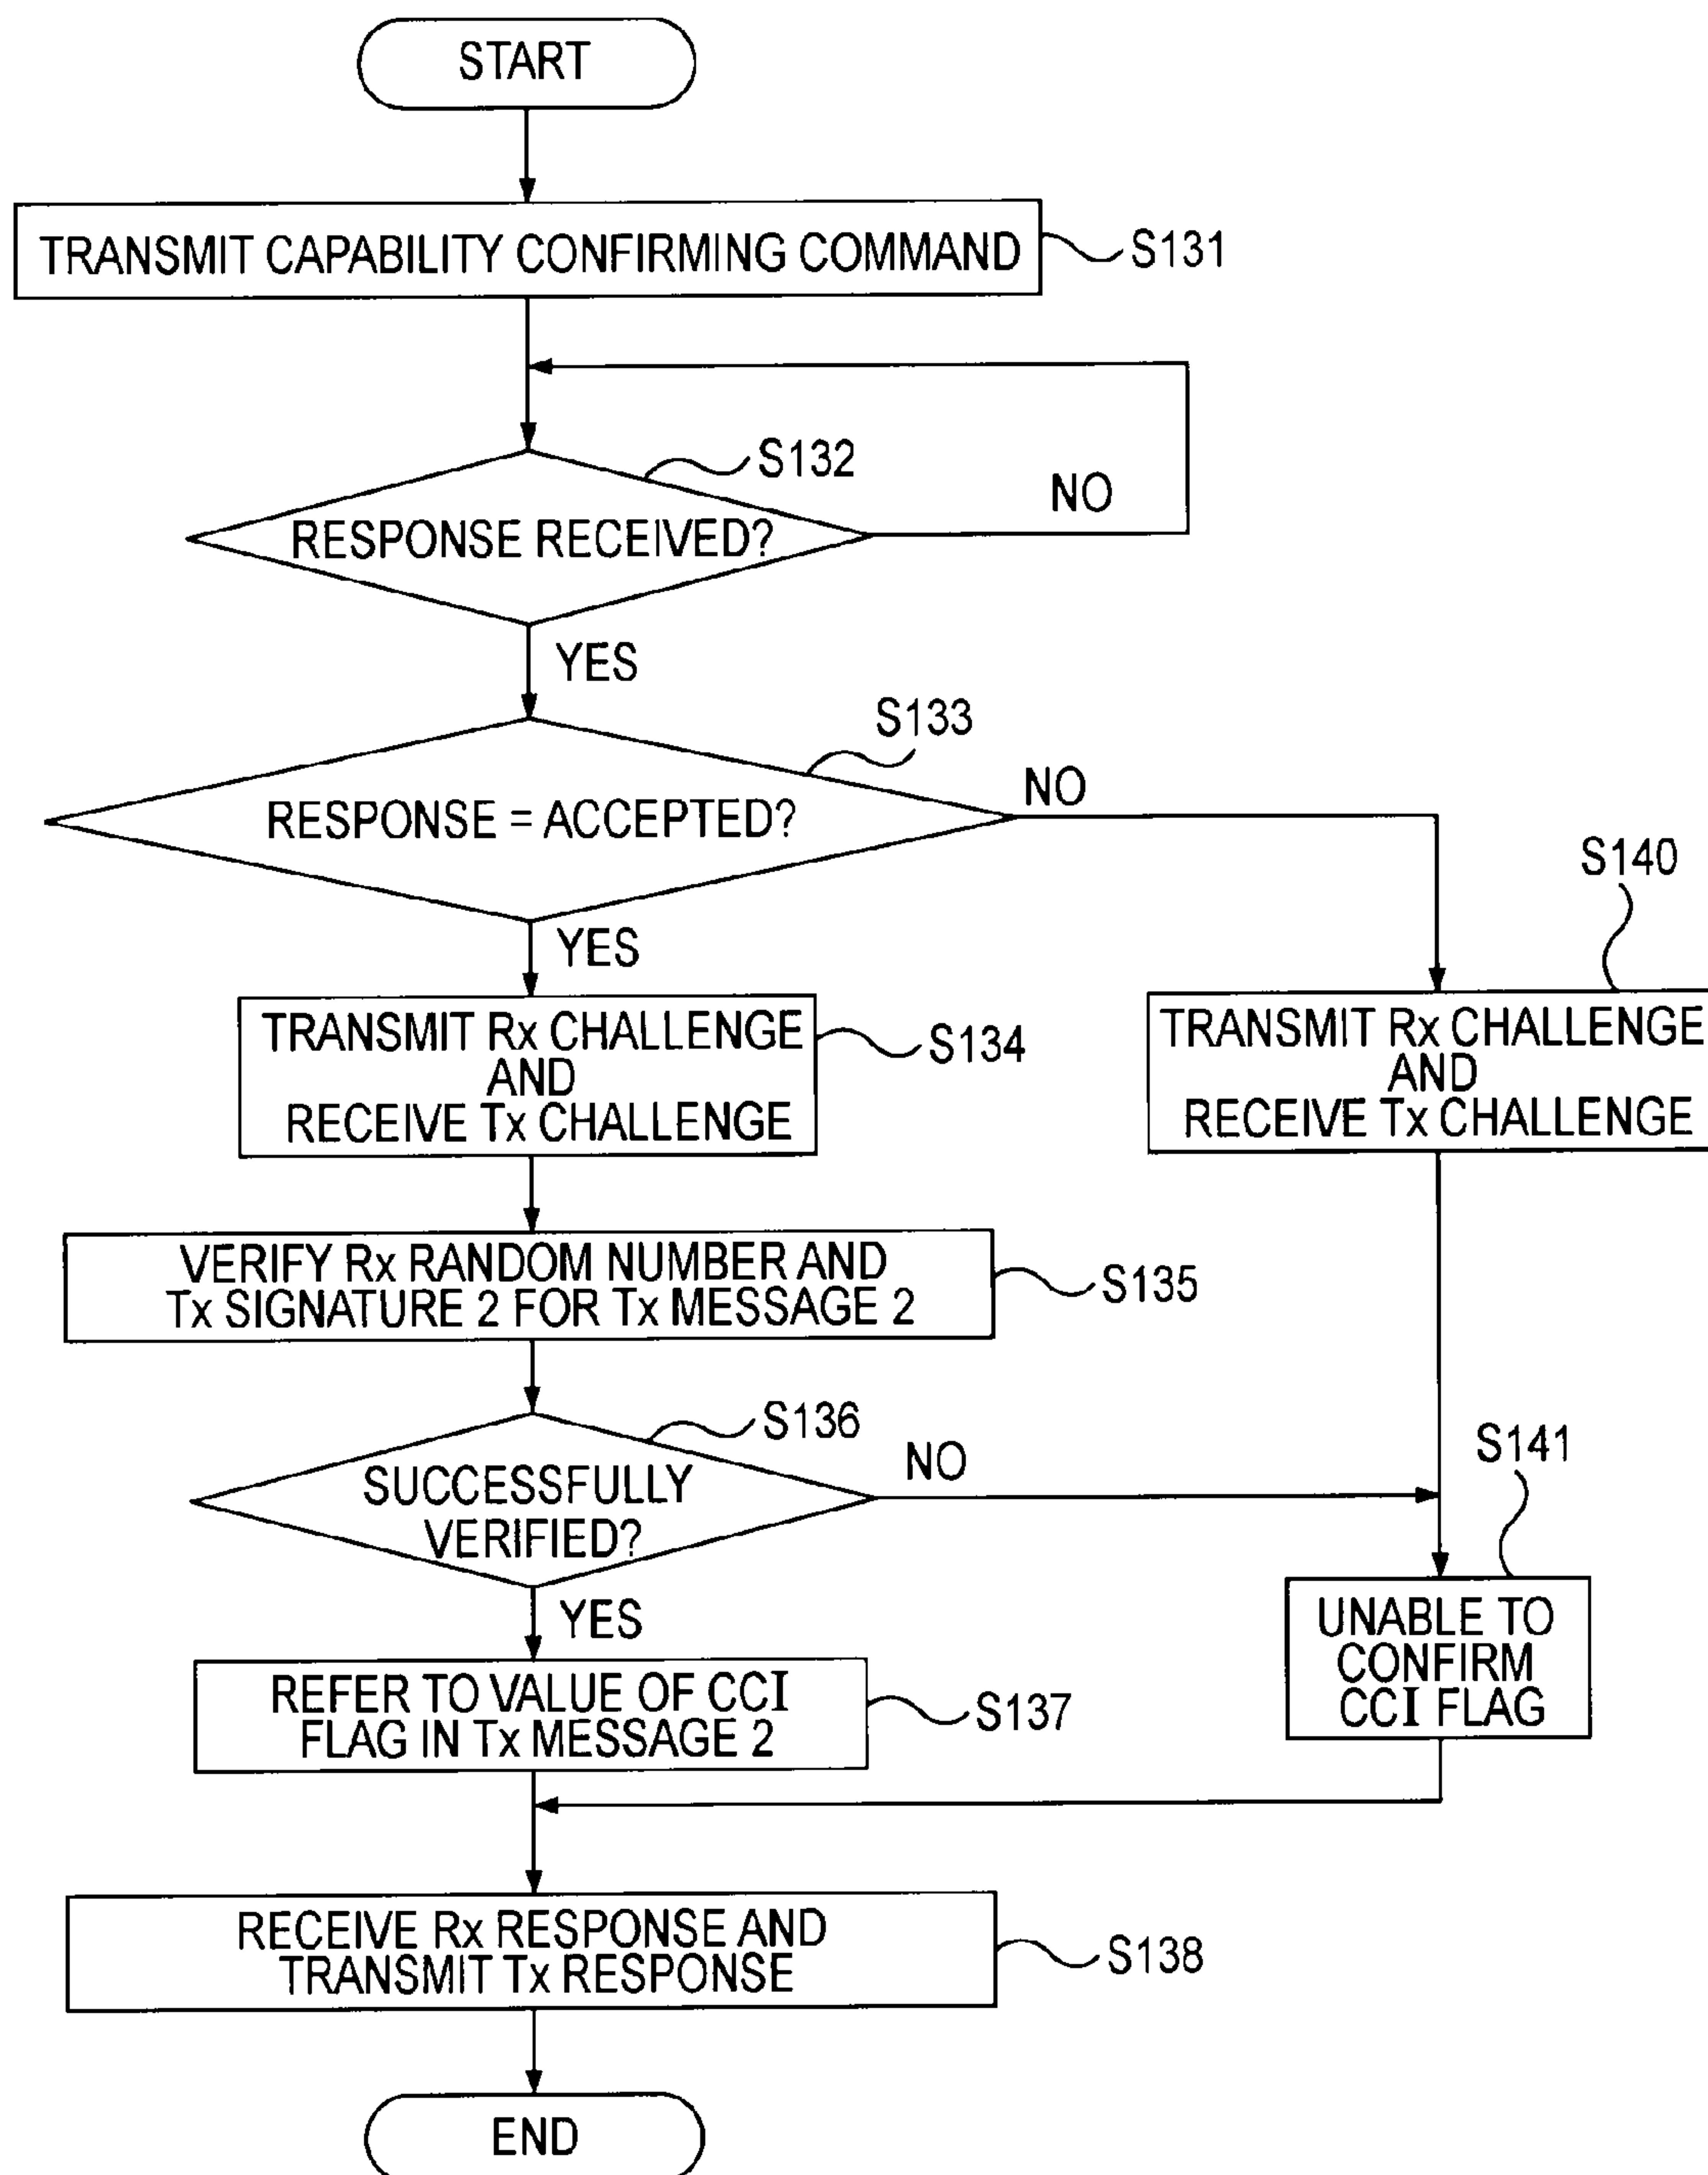 START
TRANSMIT CAPABILITY CONFIRMING COMMAND
S131
S132
RESPONSE RECEIVED?
NO
YES
S133
RESPONSE = ACCEPTED?
NO
YES
S140
TRANSMIT Rx CHALLENGE
AND
RECEIVE Tx CHALLENGE
S134
TRANSMIT Rx CHALLENGE
AND
RECEIVE Tx CHALLENGE
VERIFY Rx RANDOM NUMBER AND
Tx SIGNATURE 2 FOR Tx MESSAGE 2
S135
S136
SUCCESSFULLY
VERIFIED?
NO
YES
S141
UNABLE TO
CONFIRM
CCI FLAG
REFER TO VALUE OF CCI
FLAG IN Tx MESSAGE 2
S137
RECEIVE Rx RESPONSE AND
TRANSMIT Tx RESPONSE
S138
END